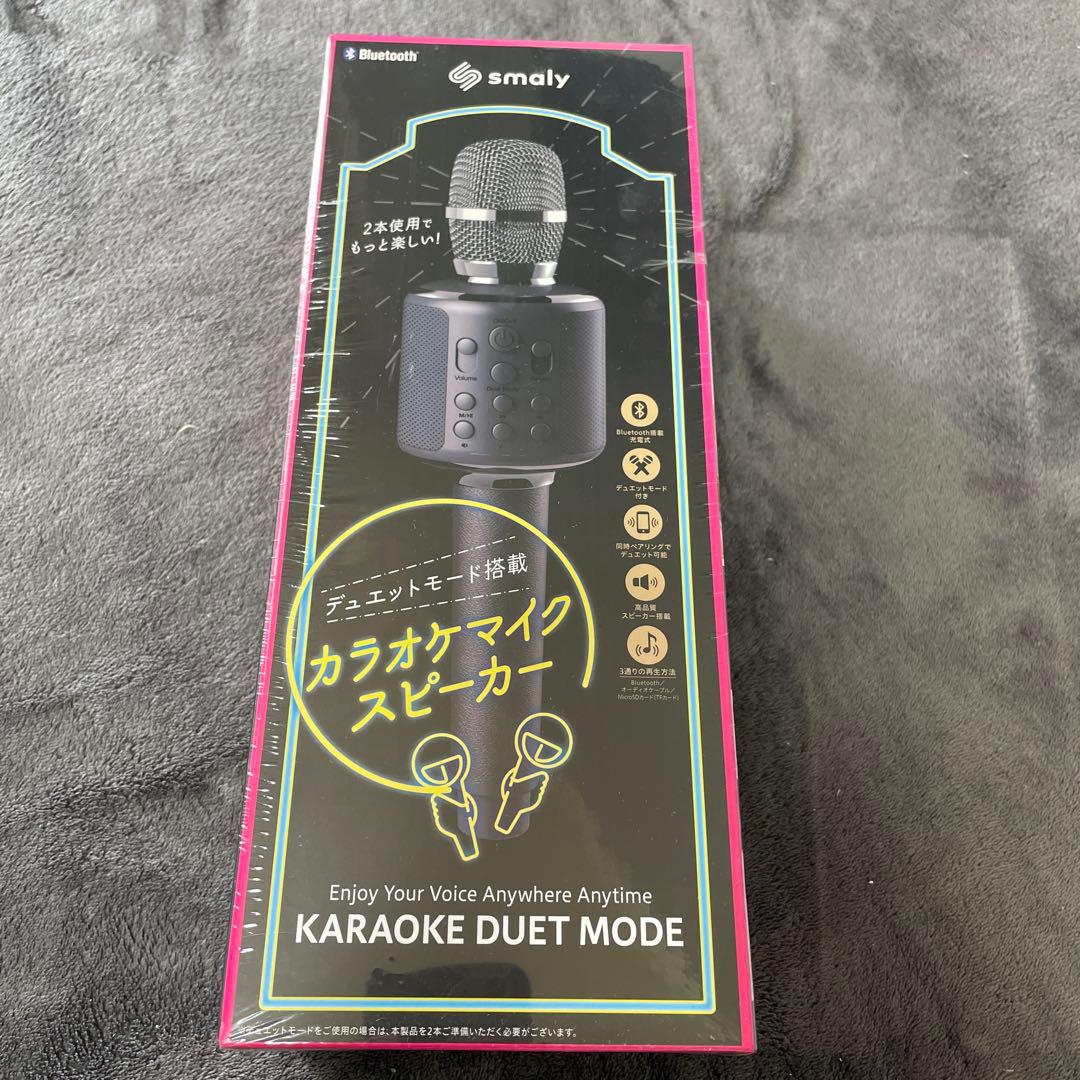 Bluetooth
smaly
2本使用で
もっと楽しい!
Volume
Bluetooth搭載
充電式
デュエットモード
付き
同時ペアリングで
デュエット可能
高品質
スピーカー搭載
3通りの再生方法
Bluetooth/
オーディオケーブル/
MicroSDカード(TFカード)
デュエットモード搭載
カラオケマイク
スピーカー
Enjoy Your Voice Anywhere Anytime
KARAOKE DUET MODE
※デュエットモードをご使用の場合は、本製品を2本ご準備いただく必要がございます。